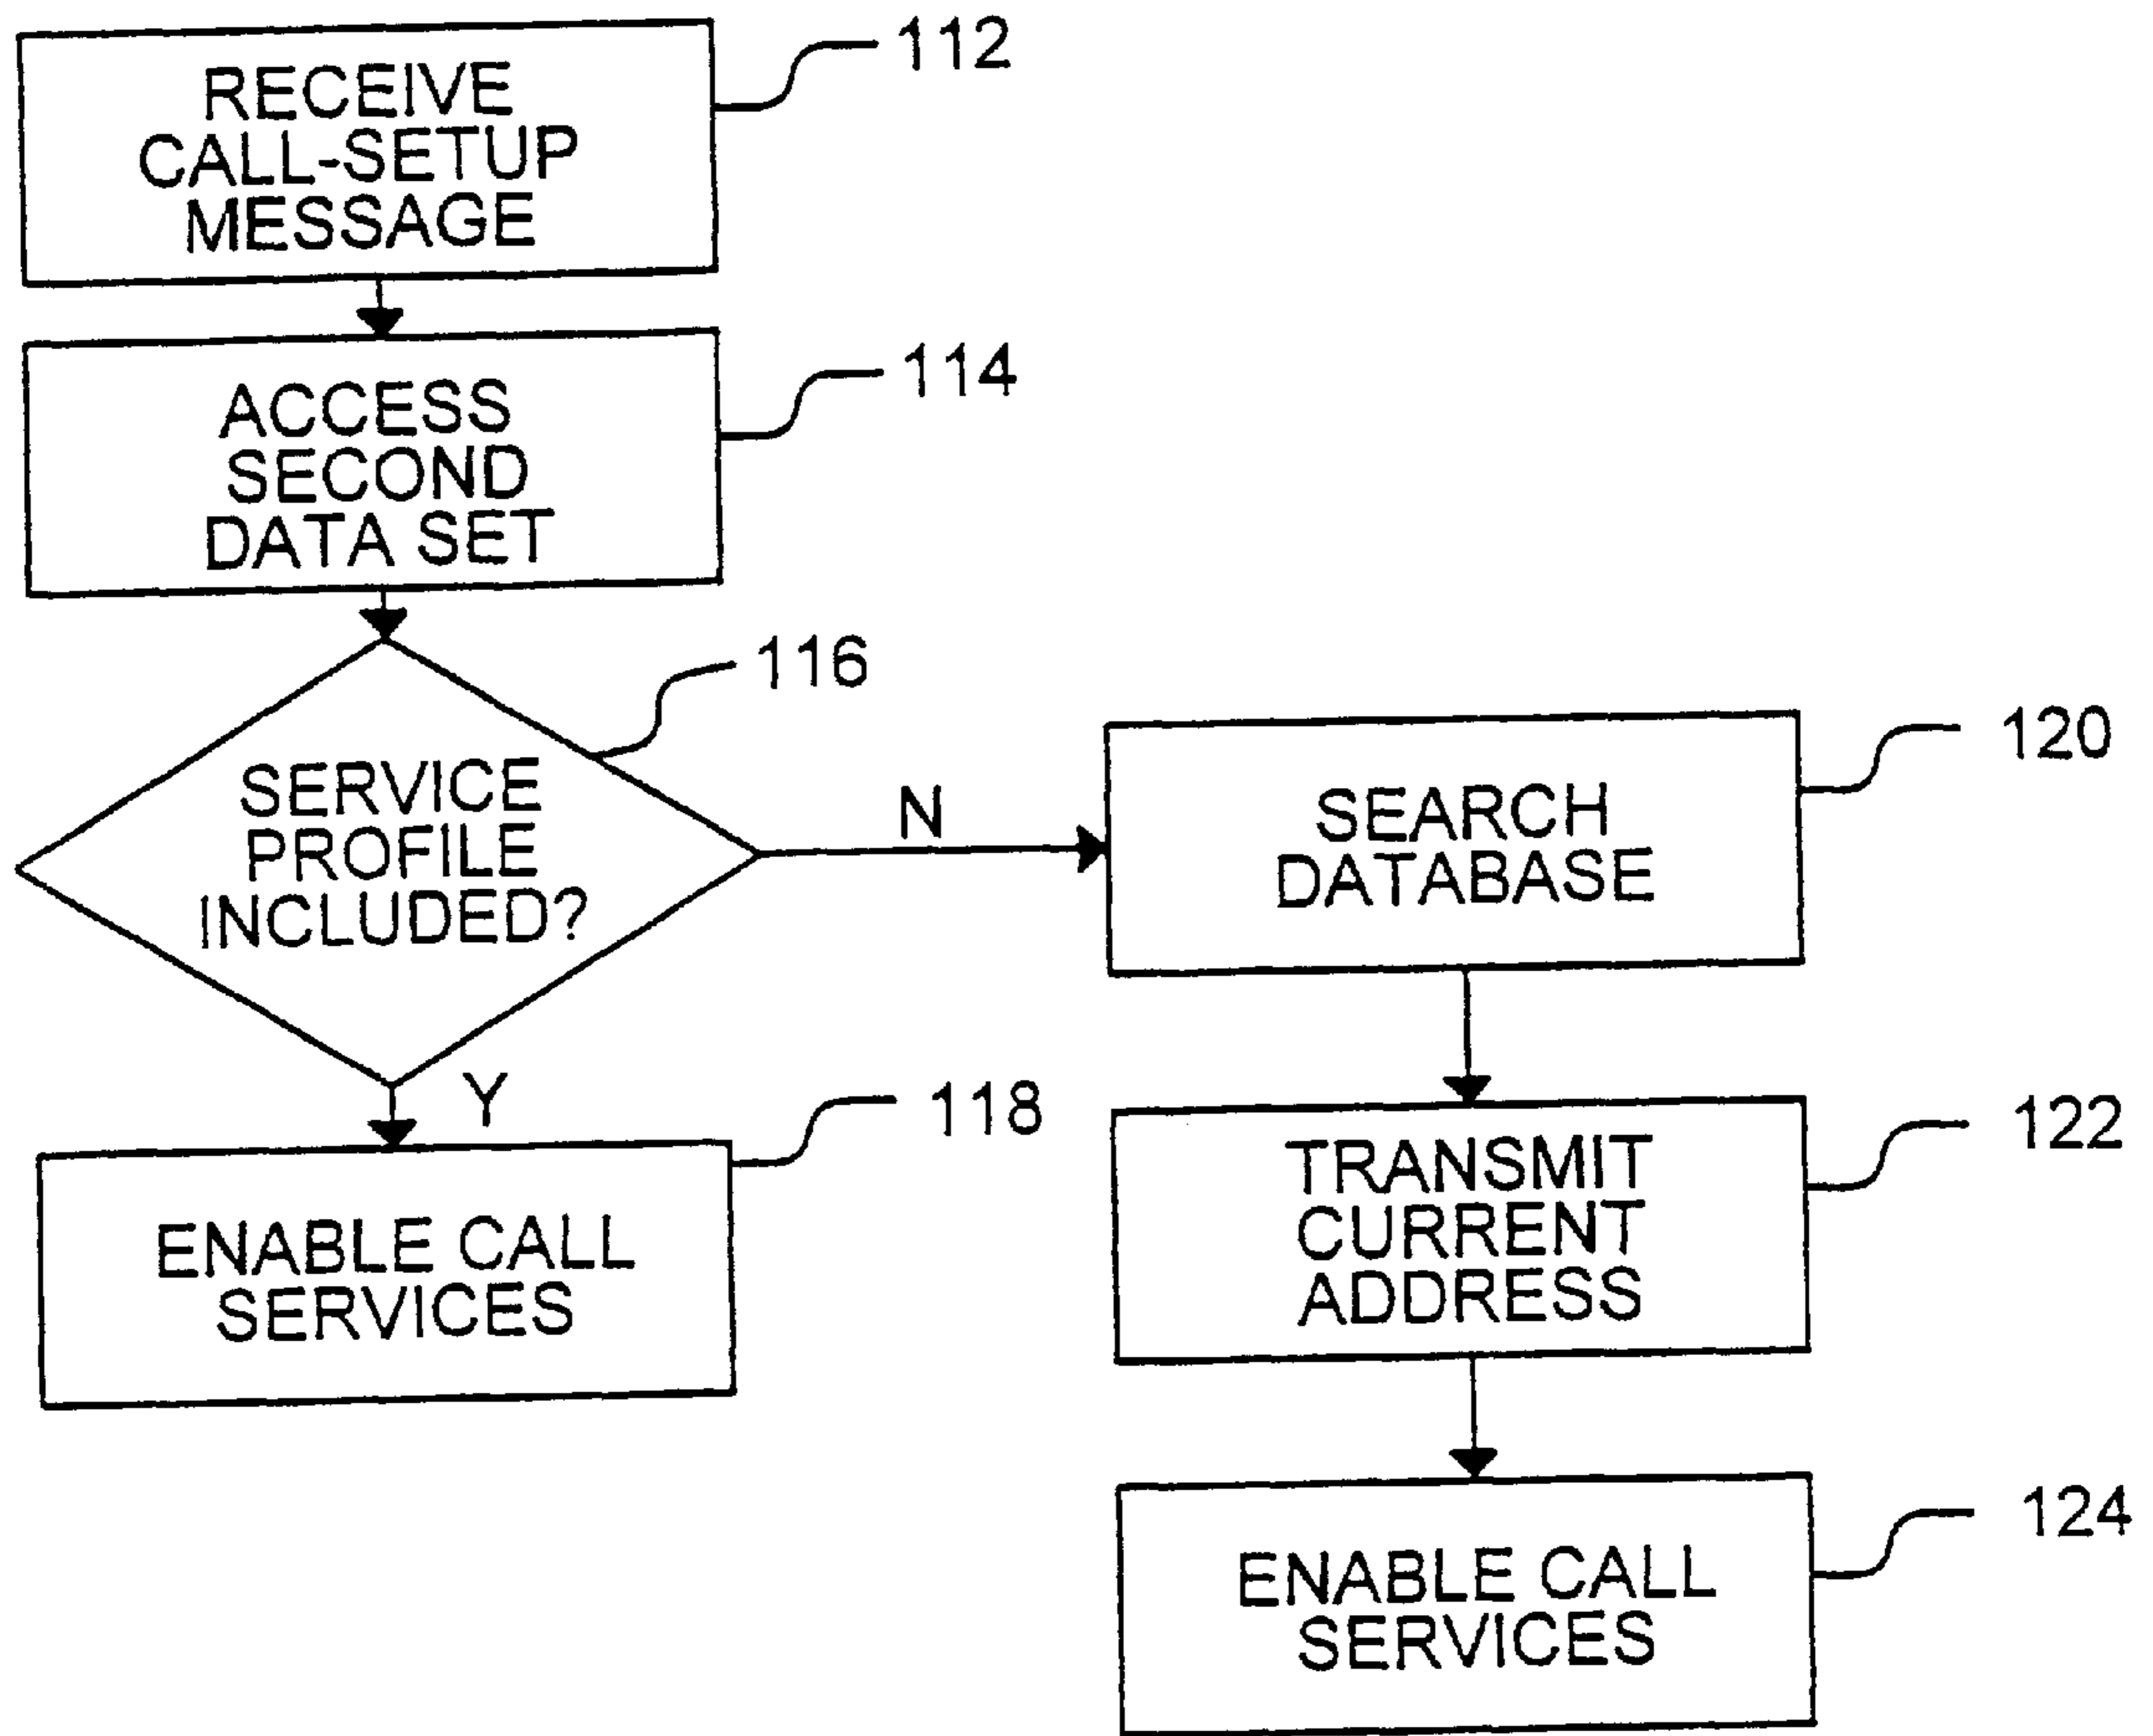 112
RECEIVE
CALL-SETUP
MESSAGE
114
ACCESS
SECOND
DATA SET
116
SERVICE
PROFILE
INCLUDED?
N
Y
118
ENABLE CALL
SERVICES
120
SEARCH
DATABASE
122
TRANSMIT
CURRENT
ADDRESS
124
ENABLE CALL
SERVICES